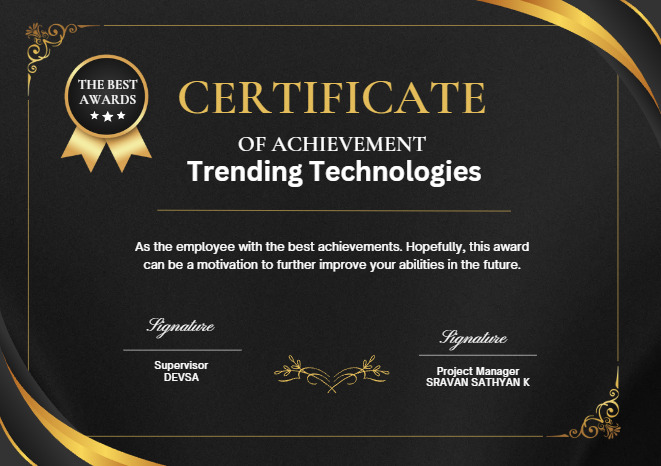 THE BEST
AWARDS
CERTIFICATE
OF ACHIEVEMENT
Trending Technologies
As the employee with the best achievements. Hopefully, this award
can be a motivation to further improve your abilities in the future.
Signature
Supervisor
DEVSA
Signature
Project Manager
SRAVAN SATHYAN K